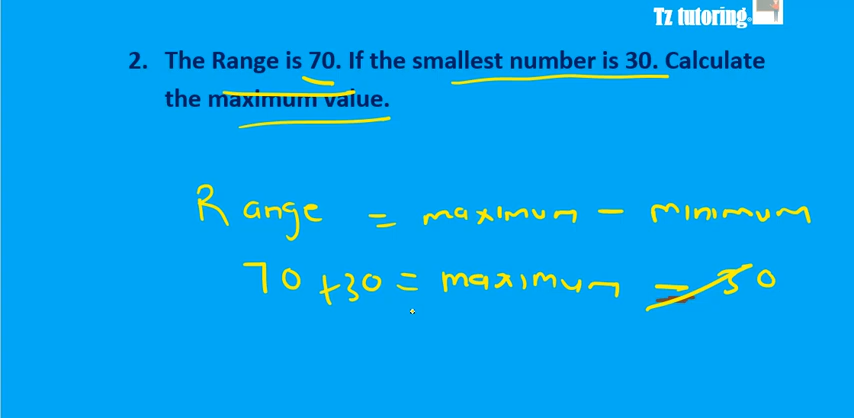 Tz tutoring
2. The Range is 70. If the smallest number is 30. Calculate
the maximum value.
Range = maximum - minimum
70 +30 = maximum - 30